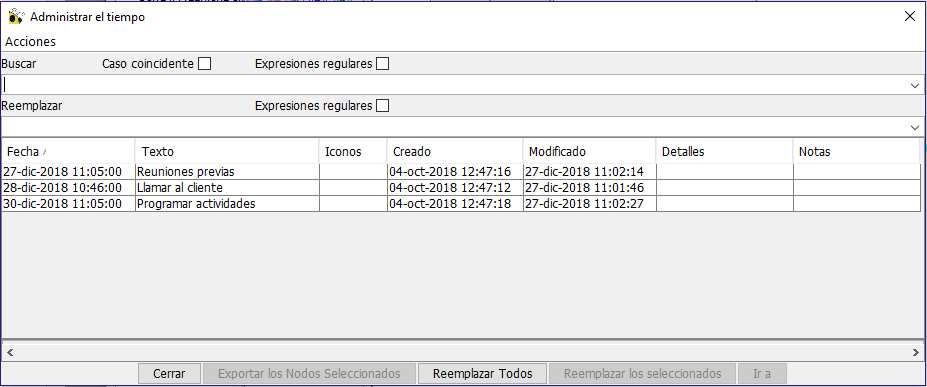 Administrar el tiempo
Acciones
Buscar Caso coincidente Expresiones regulares
Reemplazar Expresiones regulares
Fecha Texto Iconos Creado Modificado Detalles Notas
27-dic-2018 11:05:00 Reuniones previas 04-oct-2018 12:47:16 27-dic-2018 11:02:14
28-dic-2018 10:46:00 Llamar al cliente 04-oct-2018 12:47:12 27-dic-2018 11:01:46
30-dic-2018 11:05:00 Programar actividades 04-oct-2018 12:47:18 27-dic-2018 11:02:27
Cerrar Exportar los Nodos Seleccionados Reemplazar Todos Reemplazar los seleccionados Ir a